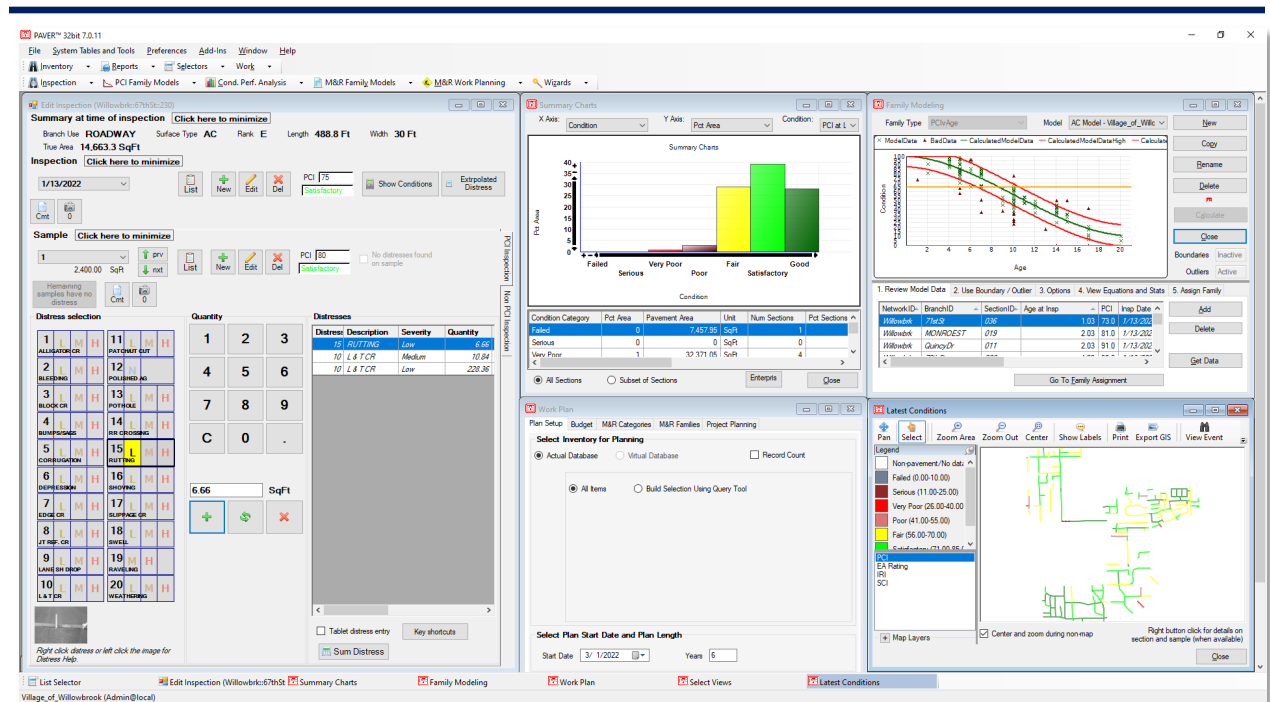 PAVER™ 32bit 7.0.11
File System Tables and Tools Preferences Add-Ins Window Help
Inventory Reports Selectors Work
Inspection PCI Family Models Cond. Perf. Analysis M&R Family Models M&R Work Planning Wizards
Edit Inspection (Willowbrk::67thSt::230)
Summary at time of inspection Click here to minimize
Branch Use ROADWAY Surface Type AC Rank E Length 488.8 Ft Width 30 Ft
True Area 14,663.3 SqFt
Inspection Click here to minimize
1/13/2022
List New Edit Del
PCI 75
Satisfactory
Show Conditions
Extrpolated Distress
Cmt 0
Sample Click here to minimize
1
2,400.00 SqFt
prv
nxt
List New Edit Del
PCI 80
Satisfactory
No distresses found on sample
Remaining samples have no distress
Cmt 0
PCI Inspection
Non PCI Inspection
Distress selection
1 L M H ALLIGATOR CR
11 L M H PATCH/UT CUT
2 L M H BLEEDING
12 N POLISHED AG
3 L M H BLOCK CR
13 L M H POTHOLE
4 L M H BUMPS/SAGS
14 L M H RR CROSSING
5 L M H CORRUGATION
15 L M H RUTTING
6 L M H DEPRESSION
16 L M H SHOVING
7 L M H EDGE CR
17 L M H SLIPPAGE CR
8 L M H JT REF. CR
18 L M H SWELL
9 L M H LANE SH DROP
19 M H RAVELING
10 L M H L & T CR
20 L M H WEATHERING
Right click distress or left click the image for Distress Help.
Quantity
1 2 3
4 5 6
7 8 9
C 0 .
6.66 SqFt
Distresses
Distress Description Severity Quantity
15 RUTTING Low 6.66
10 L & T CR Medium 10.84
10 L & T CR Low 228.36
Tablet distress entry
Key shortcuts
Sum Distress
Summary Charts
X Axis: Condition Y Axis: Pct Area Condition: PCI at L
Summary Charts
Pct Area
40
35
30
25
20
15
10
5
0
Failed Serious Very Poor Poor Fair Satisfactory Good
Condition
Condition Category Pct Area Pavement Area Unit Num Sections Pct Sections
Failed 0 7,457.95 SqFt 1
Serious 0 0 SqFt 0
Very Poor 1 32,371.05 SqFt 4
All Sections Subset of Sections Enterpris Close
Family Modeling
Family Type PCIvAge Model AC Model - Village_of_Willc
ModelData BadData CalculatedModelData CalculatedModelDataHigh Calculate
Condition
100
2 4 6 8 10 12 14 16 18 20
Age
New
Copy
Rename
Delete
Calculate
Close
Boundaries Inactive
Outliers Active
1. Review Model Data 2. Use Boundary / Outlier 3. Options 4. View Equations and Stats 5. Assign Family
NetworkID- BranchID SectionID- Age at Insp PCI Insp Date
Willowbrk 71stSt 036 1.03 73.0 1/13/202
Willowbrk MONROEST 019 2.03 81.0 1/13/202
Willowbrk QuincyDr 011 2.03 91.0 1/13/202
Add
Delete
Get Data
Go To Family Assignment
Work Plan
Plan Setup Budget M&R Categories M&R Families Project Planning
Select Inventory for Planning
Actual Database Virtual Database Record Count
All Items Build Selection Using Query Tool
Select Plan Start Date and Plan Length
Start Date 3/ 1/2022 Years 6
Latest Conditions
Pan Select Zoom Area Zoom Out Center Show Labels Print Export GIS View Event
Legend
Non-pavement/No data
Failed (0.00-10.00)
Serious (11.00-25.00)
Very Poor (26.00-40.00
Poor (41.00-55.00)
Fair (56.00-70.00)
Satisfactory (71.00-85.(
PCI
EA Rating
IRI
SCI
Map Layers
Center and zoom during non-map
Right button click for details on section and sample (when available)
Close
List Selector Edit Inspection (Willowbrk::67thSt Summary Charts Family Modeling Work Plan Select Views Latest Conditions
Village_of_Willowbrook (Admin@local)